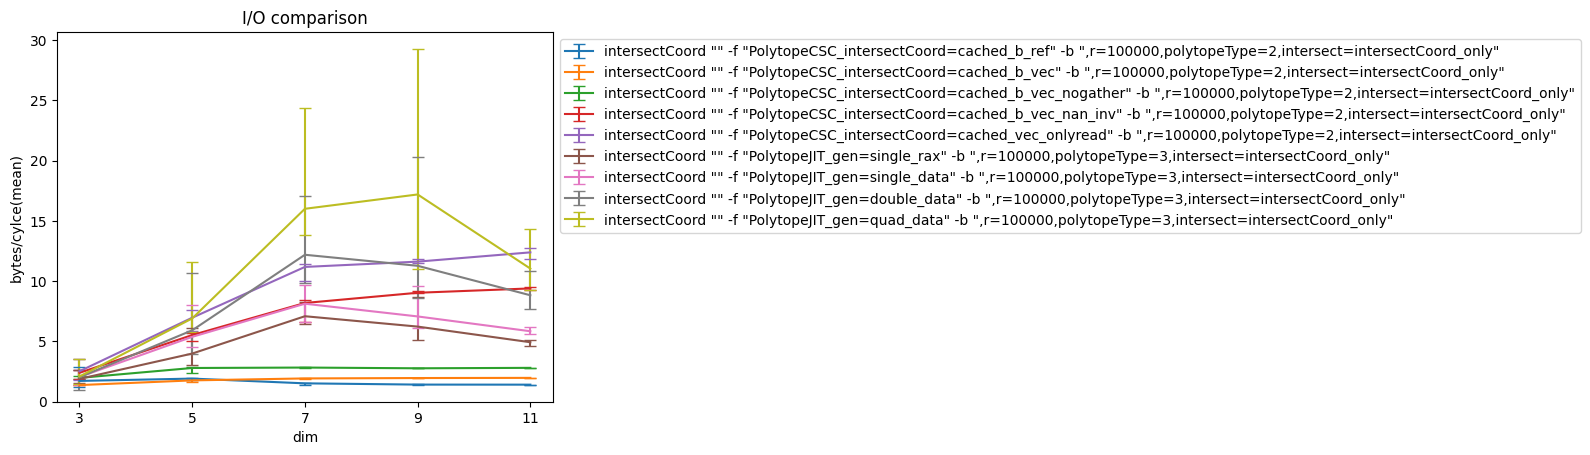 I/O comparison
bytes/cylce(mean)
30
25
20
15
10
5
0
3 5 7 9 11
dim
intersectCoord "" -f "PolytopeCSC_intersectCoord=cached_b_ref" -b ",r=100000,polytopeType=2,intersect=intersectCoord_only"
intersectCoord "" -f "PolytopeCSC_intersectCoord=cached_b_vec" -b ",r=100000,polytopeType=2,intersect=intersectCoord_only"
intersectCoord "" -f "PolytopeCSC_intersectCoord=cached_b_vec_nogather" -b ",r=100000,polytopeType=2,intersect=intersectCoord_only"
intersectCoord "" -f "PolytopeCSC_intersectCoord=cached_b_vec_nan_inv" -b ",r=100000,polytopeType=2,intersect=intersectCoord_only"
intersectCoord "" -f "PolytopeCSC_intersectCoord=cached_vec_onlyread" -b ",r=100000,polytopeType=2,intersect=intersectCoord_only"
intersectCoord "" -f "PolytopeJIT_gen=single_rax" -b ",r=100000,polytopeType=3,intersect=intersectCoord_only"
intersectCoord "" -f "PolytopeJIT_gen=single_data" -b ",r=100000,polytopeType=3,intersect=intersectCoord_only"
intersectCoord "" -f "PolytopeJIT_gen=double_data" -b ",r=100000,polytopeType=3,intersect=intersectCoord_only"
intersectCoord "" -f "PolytopeJIT_gen=quad_data" -b ",r=100000,polytopeType=3,intersect=intersectCoord_only"